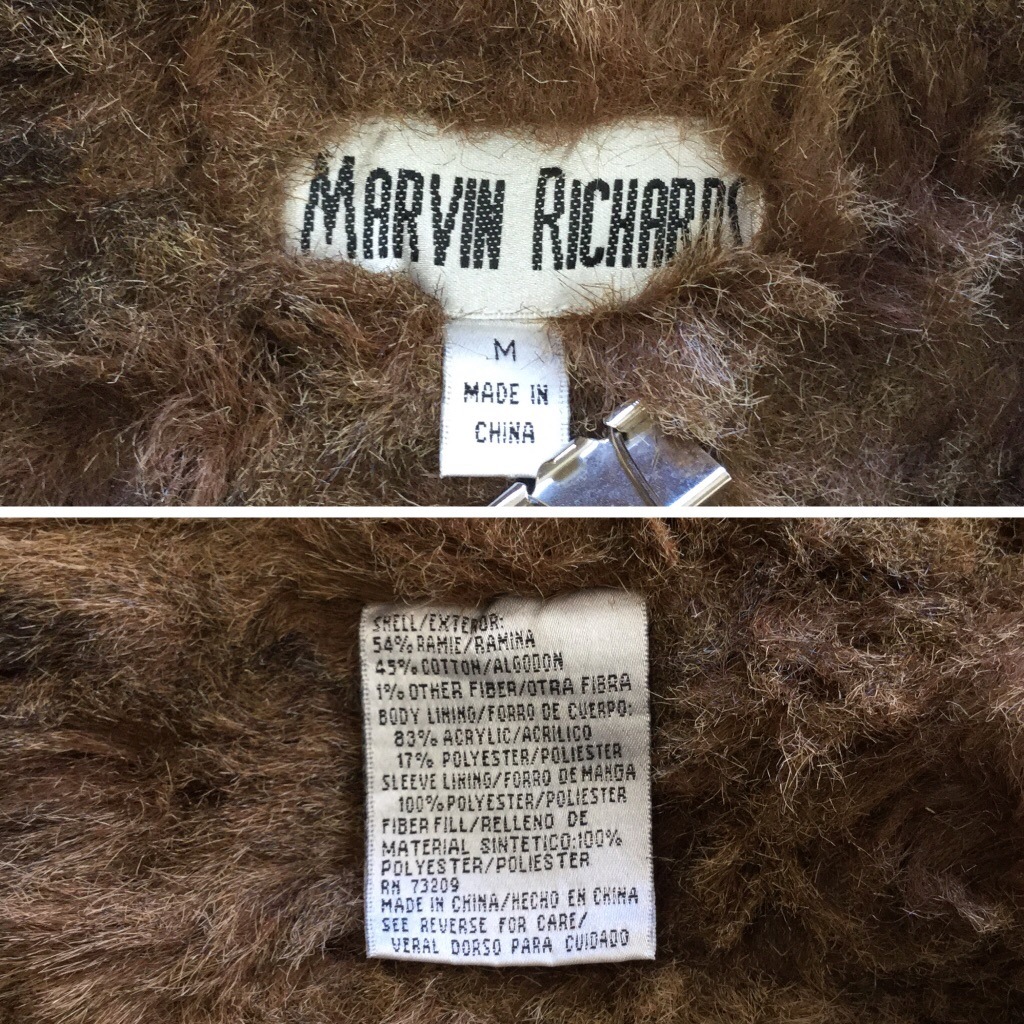 MARVIN RICHARDS
M
MADE IN
CHINA
SHELL/EXTERIOR:
54% RAMIE/RAMINA
45% COTTON/ALGODON
1% OTHER FIBER/OTRA FIBRA
BODY LINING/FORRO DE CUERPO:
83% ACRYLIC/ACRILICO
17% POLYESTER/POLIESTER
SLEEVE LINING/FORRO DE MANGA
100% POLYESTER/POLIESTER
FIBER FILL/RELLENO DE
MATERIAL SINTETICO:100%
POLYESTER/POLIESTER
RN 73209
MADE IN CHINA/HECHO EN CHINA
SEE REVERSE FOR CARE/
VERAL DORSO PARA CUIDADO